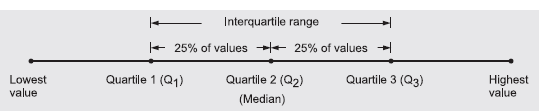 Interquartile range
25% of values 25% of values
Lowest value Quartile 1 (Q1) Quartile 2 (Q2) (Median) Quartile 3 (Q3) Highest value